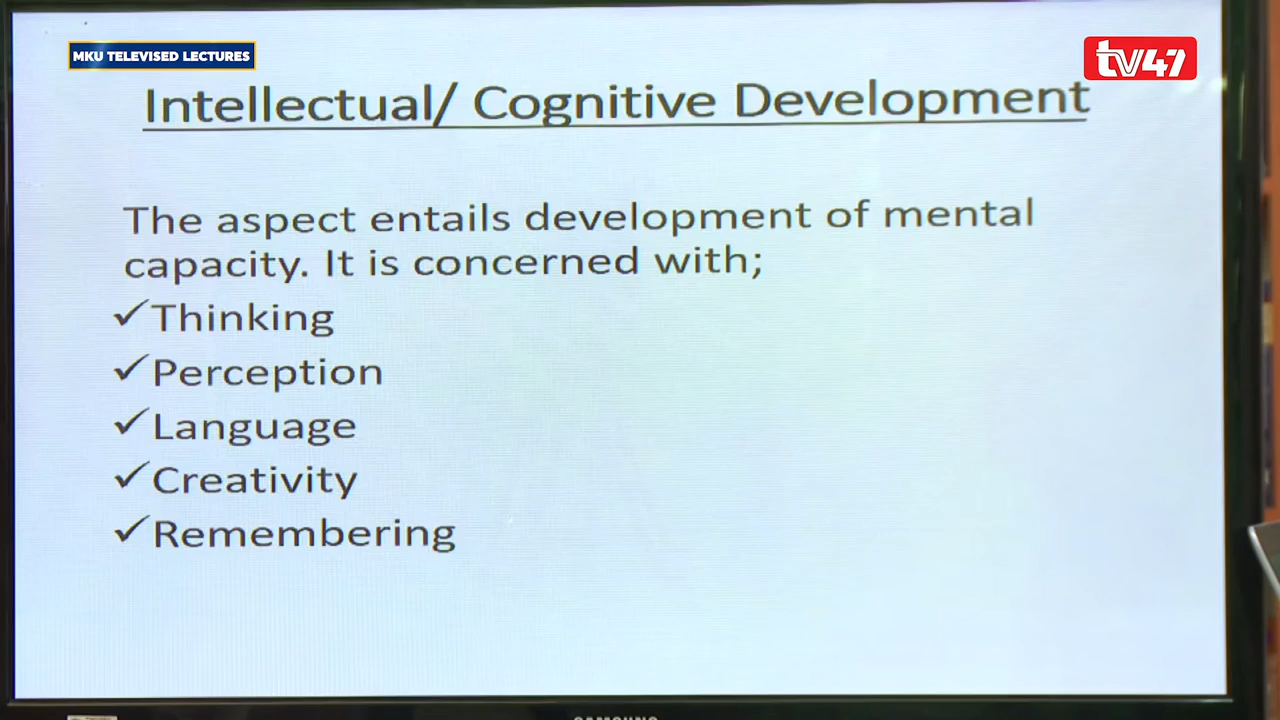 MKU TELEVISED LECTURES
tv47
Intellectual/ Cognitive Development
The aspect entails development of mental
capacity. It is concerned with;
✓Thinking
✓Perception
✓Language
✓Creativity
✓Remembering
SAMSUNG